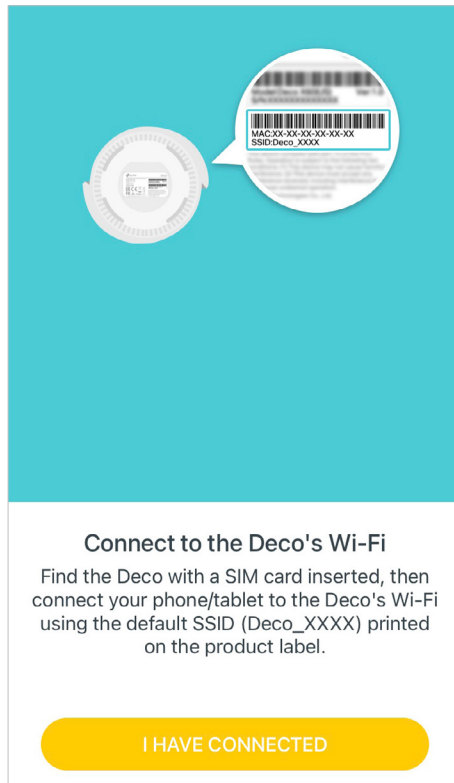 MAC:XX-XX-XX-XX-XX-XX
SSID:Deco_XXXX
Connect to the Deco's Wi-Fi
Find the Deco with a SIM card inserted, then
connect your phone/tablet to the Deco's Wi-Fi
using the default SSID (Deco_XXXX) printed
on the product label.
I HAVE CONNECTED